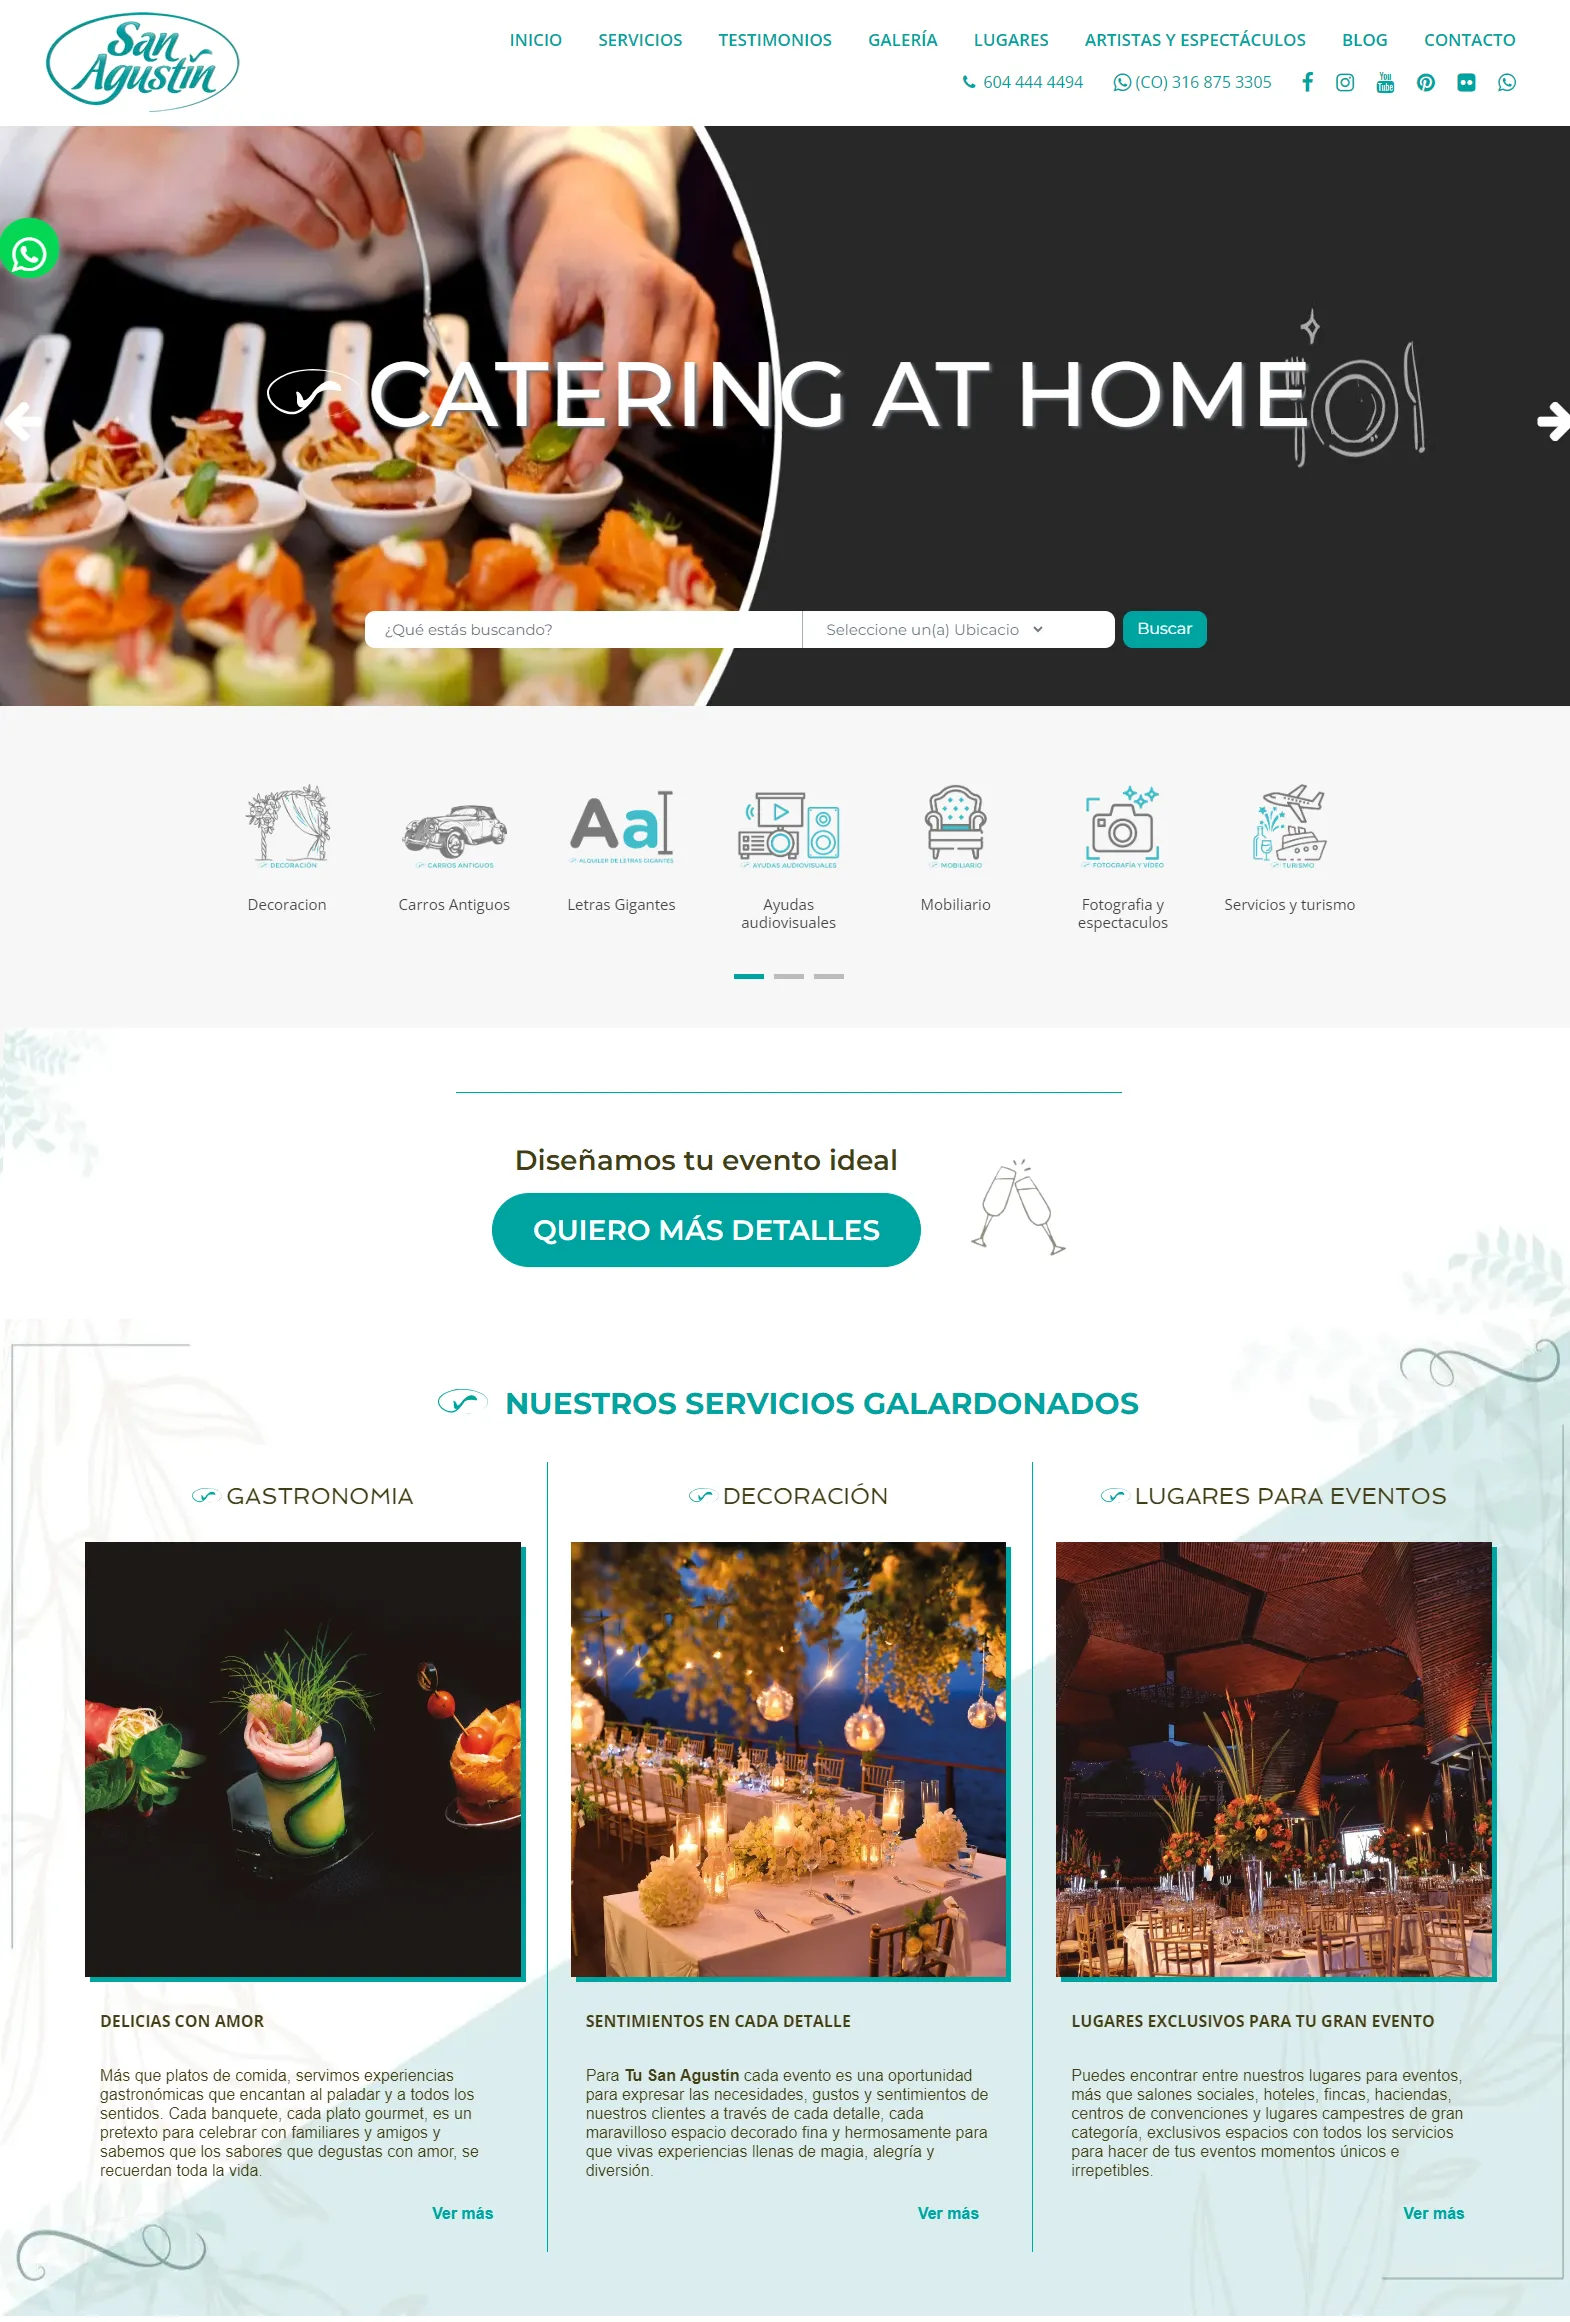 San
Agustín
INICIO SERVICIOS TESTIMONIOS GALERÍA LUGARES ARTISTAS Y ESPECTÁCULOS BLOG CONTACTO
604 444 4494 (CO) 316 875 3305
CATERING AT HOME
¿Qué estás buscando? Seleccione un(a) Ubicacio Buscar
DECORACIÓN CARROS ANTIGUOS Aa ALQUILER DE LETRAS GIGANTES AYUDAS AUDIOVISUALES MOBILIARIO FOTOGRAFÍA Y VIDEO TURISMO
Decoracion Carros Antiguos Letras Gigantes Ayudas Mobiliario Fotografia y Servicios y turismo
audiovisuales espectaculos
Diseñamos tu evento ideal
QUIERO MÁS DETALLES
NUESTROS SERVICIOS GALARDONADOS
GASTRONOMIA
DELICIAS CON AMOR
Más que platos de comida, servimos experiencias
gastronómicas que encantan al paladar y a todos los
sentidos. Cada banquete, cada plato gourmet, es un
pretexto para celebrar con familiares y amigos y
sabemos que los sabores que degustas con amor, se
recuerdan toda la vida.
Ver más
DECORACIÓN
SENTIMIENTOS EN CADA DETALLE
Para Tu San Agustín cada evento es una oportunidad
para expresar las necesidades, gustos y sentimientos de
nuestros clientes a través de cada detalle, cada
maravilloso espacio decorado fina y hermosamente para
que vivas experiencias llenas de magia, alegría y
diversión.
Ver más
LUGARES PARA EVENTOS
LUGARES EXCLUSIVOS PARA TU GRAN EVENTO
Puedes encontrar entre nuestros lugares para eventos,
más que salones sociales, hoteles, fincas, haciendas,
centros de convenciones y lugares campestres de gran
categoría, exclusivos espacios con todos los servicios
para hacer de tus eventos momentos únicos e
irrepetibles.
Ver más